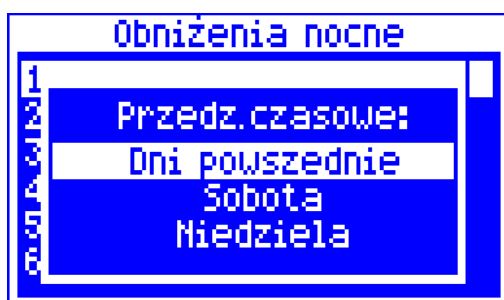 Obniżenia nocne
1
2
Przedz.czasowe:
3
Dni powszednie
4
Sobota
5
Niedziela
6